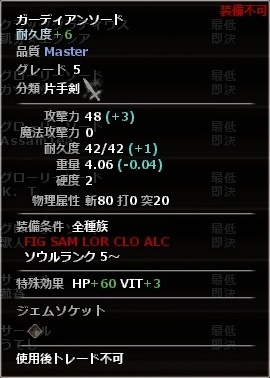 装備不可
ガーディアンソード
耐久度+6
品質 Master
グレード 5
分類 片手剣
攻撃力 48 (+3)
魔法攻撃力 0
耐久度 42/42 (+1)
重量 4.06 (-0.04)
硬度 2
物理属性 斬80 打0 突20
装備条件 全種族
FIG SAM LOR CLO ALC
ソウルランク 5～
特殊効果 HP+60 VIT+3
ジェムソケット
使用後トレード不可